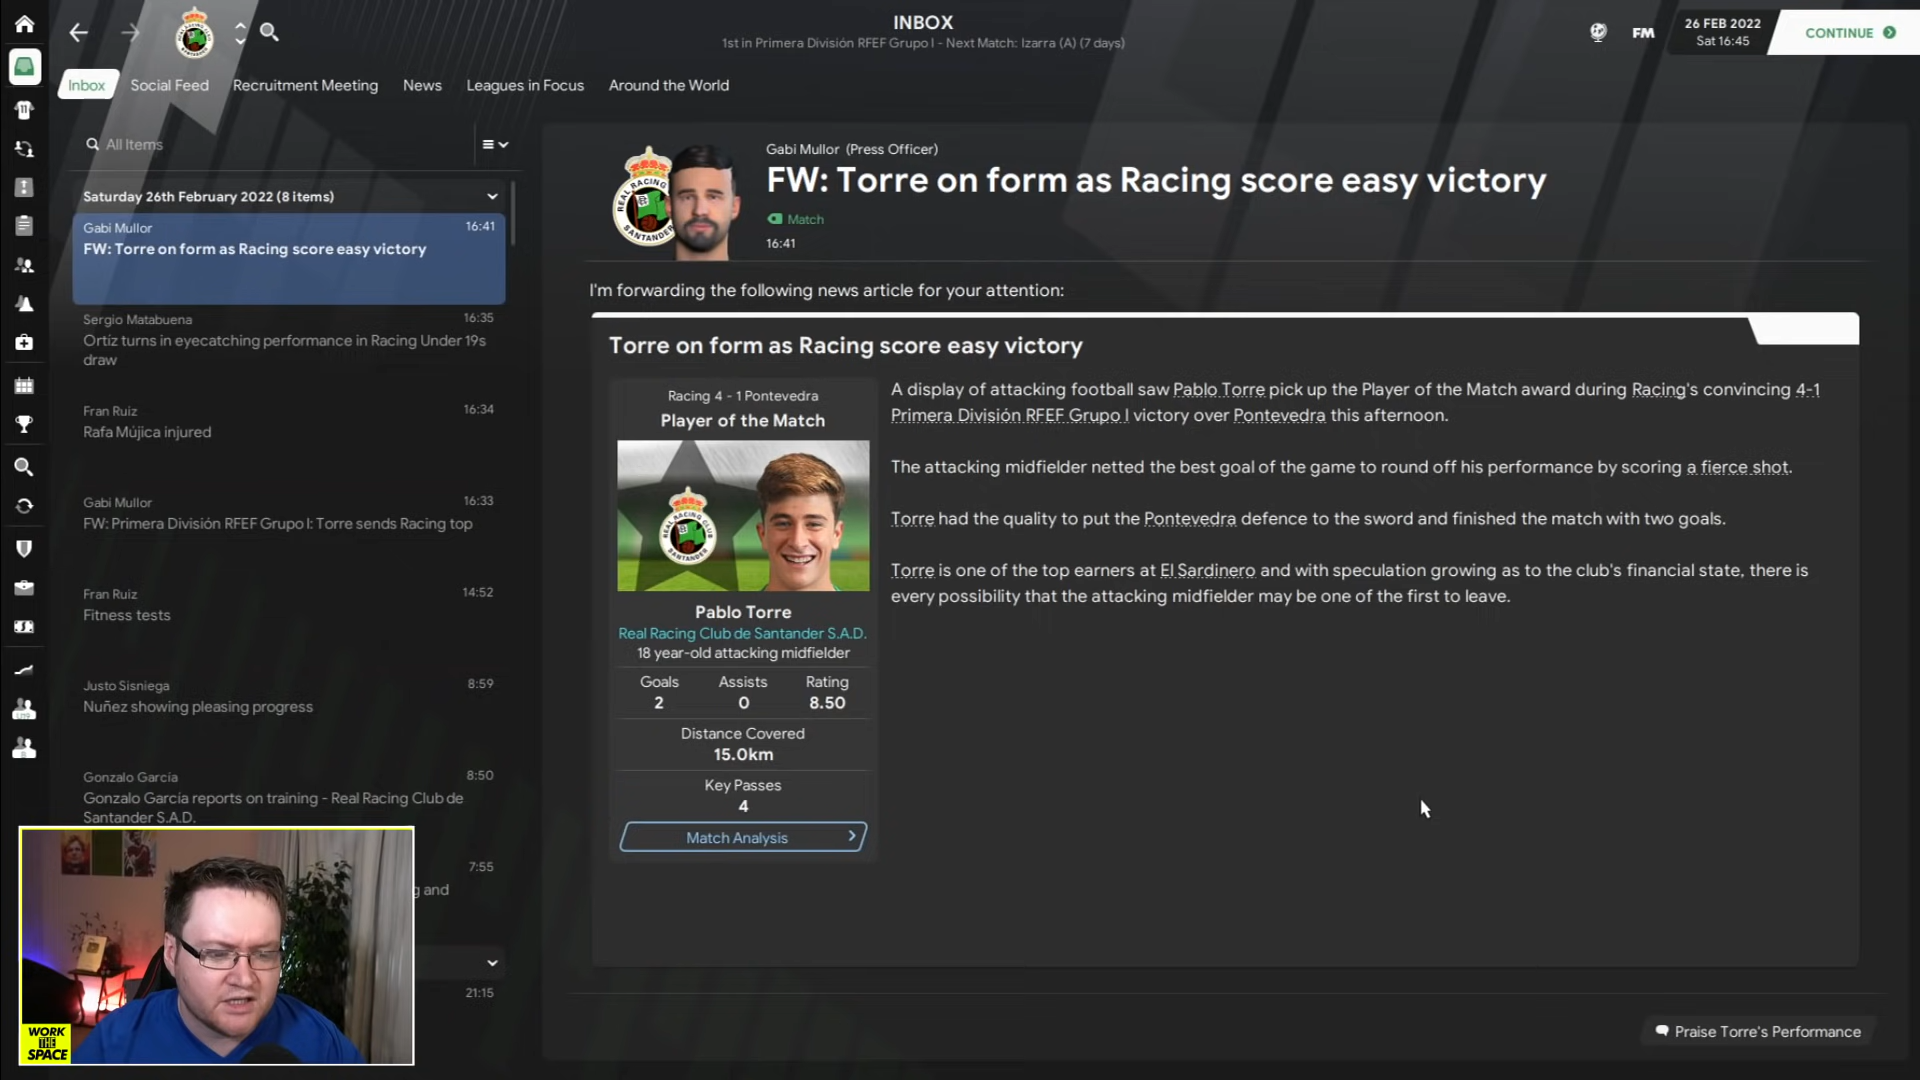 INBOX
1st in Primera División RFEF Grupo I - Next Match: Izarra (A) (7 days)
FM
26 FEB 2022
Sat 16:45
CONTINUE
Inbox
Social Feed
Recruitment Meeting
News
Leagues in Focus
Around the World
All Items
Saturday 26th February 2022 (8 items)
Gabi Mullor
16:41
FW: Torre on form as Racing score easy victory
Sergio Matabuena
16:35
Ortíz turns in eyecatching performance in Racing Under 19s
draw
Fran Ruiz
16:34
Rafa Mújica injured
Gabi Mullor
16:33
FW: Primera División RFEF Grupo I: Torre sends Racing top
Fran Ruiz
14:52
Fitness tests
Justo Sisniega
8:59
Nuñez showing pleasing progress
Gonzalo García
8:50
Gonzalo García reports on training - Real Racing Club de
Santander S.A.D.
7:55
g and
21:15
WORK
THE
SPACE
Gabi Mullor (Press Officer)
FW: Torre on form as Racing score easy victory
Match
16:41
I'm forwarding the following news article for your attention:
Torre on form as Racing score easy victory
Racing 4 - 1 Pontevedra
Player of the Match
Pablo Torre
Real Racing Club de Santander S.A.D.
18 year-old attacking midfielder
Goals Assists Rating
2 0 8.50
Distance Covered
15.0km
Key Passes
4
Match Analysis
A display of attacking football saw Pablo Torre pick up the Player of the Match award during Racing's convincing 4-1
Primera División RFEF Grupo I victory over Pontevedra this afternoon.
The attacking midfielder netted the best goal of the game to round off his performance by scoring a fierce shot.
Torre had the quality to put the Pontevedra defence to the sword and finished the match with two goals.
Torre is one of the top earners at El Sardinero and with speculation growing as to the club's financial state, there is
every possibility that the attacking midfielder may be one of the first to leave.
Praise Torre's Performance